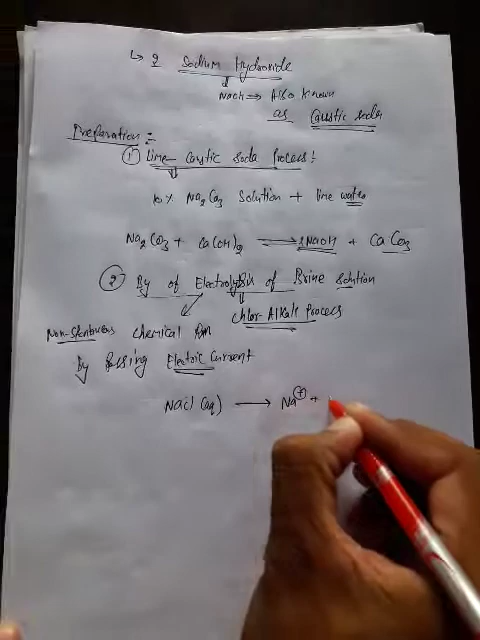 ↳ 2 Sodium Hydroxide
NaOH ⇒ Also Known
as Caustic soda
Preparation:-
① Lime-Caustic Soda Process:
10% Na₂CO₃ Solution + lime water
Na₂CO₃ + Ca(OH)₂ ⇌ 2NaOH + CaCO₃
② By of Electrolysis of Brine solution
chlor-Alkali Process
Non-Spontaneous chemical
By Passing Electric Current
NaCl (aq) → Na⁺ +